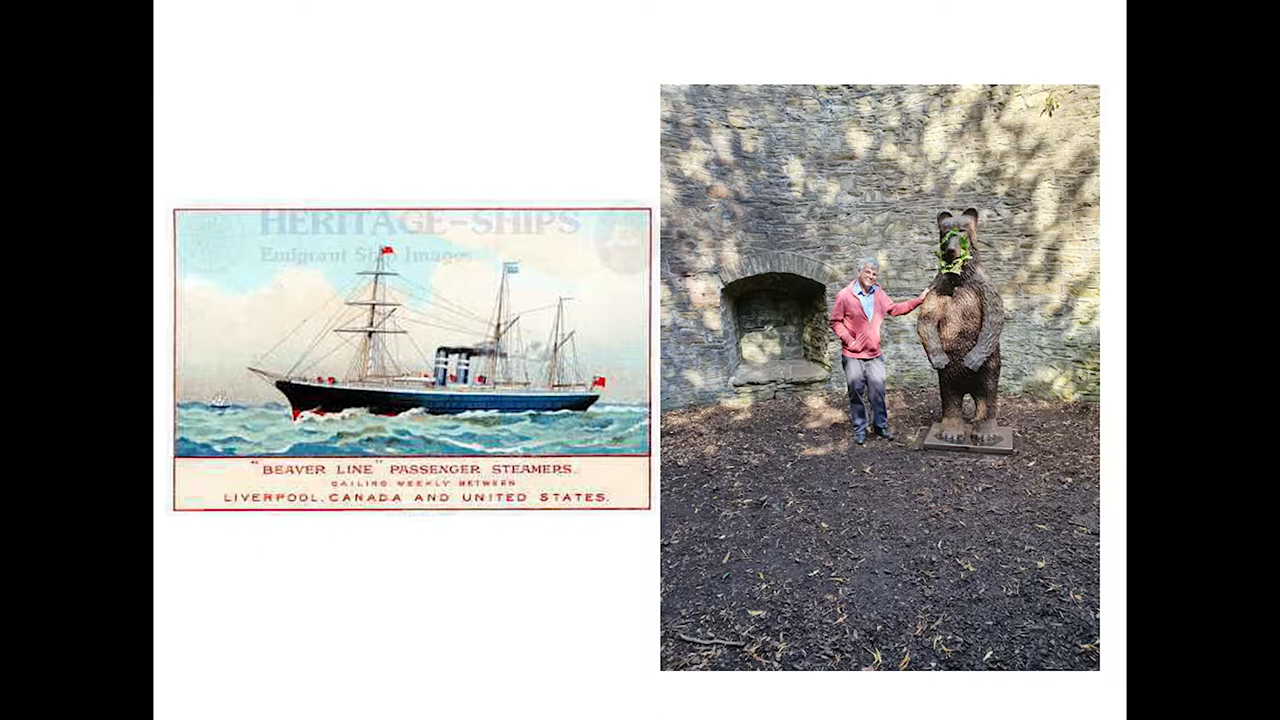 HERITAGE-SHIPS
Emigrant Ship Images
"BEAVER LINE" PASSENGER STEAMERS.
SAILING WEEKLY BETWEEN
LIVERPOOL, CANADA AND UNITED STATES.